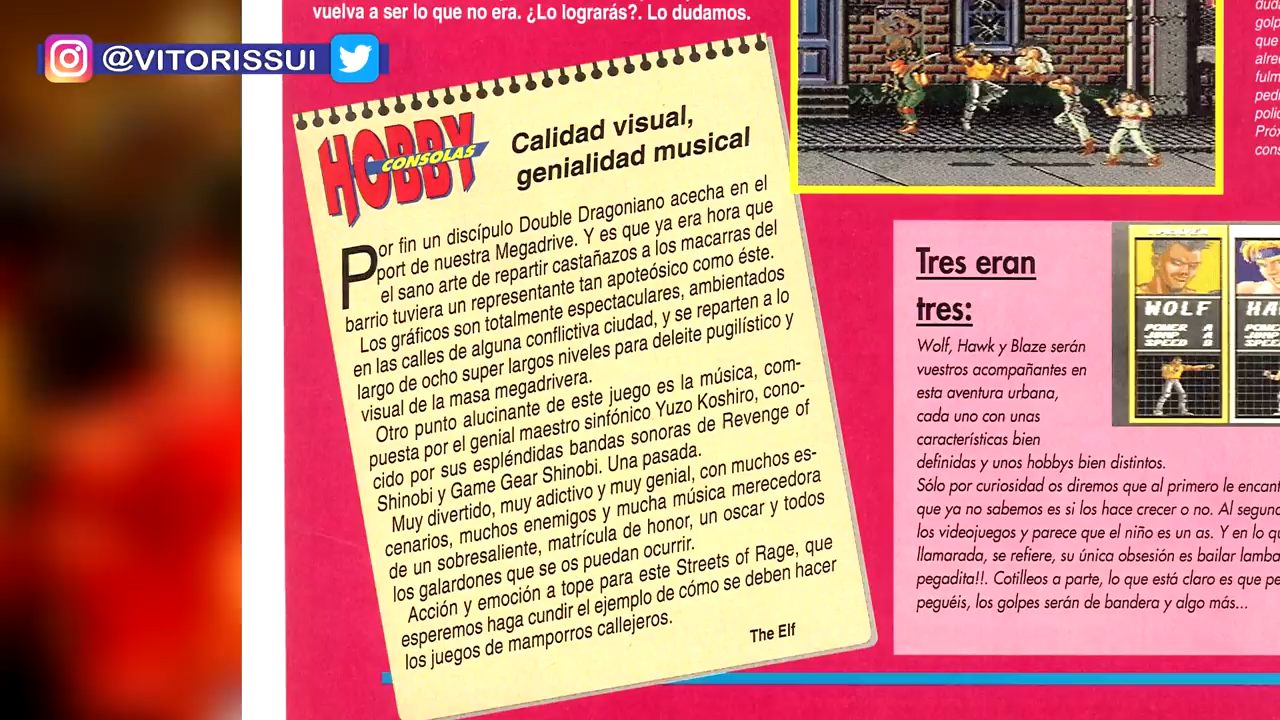 vuelva a ser lo que no era. ¿Lo lograrás?. Lo dudamos.
@VITORISSUI
HOBBY
CONSOLAS
Calidad visual,
genialidad musical
Por fin un discípulo Double Dragoniano acecha en el
port de nuestra Megadrive. Y es que ya era hora que
el sano arte de repartir castañazos a los macarras del
barrio tuviera un representante tan apoteósico como éste.
Los gráficos son totalmente espectaculares, ambientados
en las calles de alguna conflictiva ciudad, y se reparten a lo
largo de ocho super largos niveles para deleite pugilístico y
visual de la masa megadrivera.
Otro punto alucinante de este juego es la música, com-
puesta por el genial maestro sinfónico Yuzo Koshiro, cono-
cido por sus espléndidas bandas sonoras de Revenge of
Shinobi y Game Gear Shinobi. Una pasada.
Muy divertido, muy adictivo y muy genial, con muchos es-
cenarios, muchos enemigos y mucha música merecedora
de un sobresaliente, matrícula de honor, un oscar y todos
los galardones que se os puedan ocurrir.
Acción y emoción a tope para este Streets of Rage, que
esperemos haga cundir el ejemplo de cómo se deben hacer
los juegos de mamporros callejeros.
The Elf
golp
que
alred
fulm
pedi
polic
Próx
cons
Tres eran
tres:
Wolf, Hawk y Blaze serán
vuestros acompañantes en
esta aventura urbana,
cada uno con unas
características bien
definidas y unos hobbys bien distintos.
Sólo por curiosidad os diremos que al primero le encant
que ya no sabemos es si los hace crecer o no. Al segund
los videojuegos y parece que el niño es un as. Y en lo qu
llamarada, se refiere, su única obsesión es bailar lamba
pegadita!!. Cotilleos a parte, lo que está claro es que pe
peguéis, los golpes serán de bandera y algo más...
WOLF
HA
POWER A
JUMP A
SPEED B